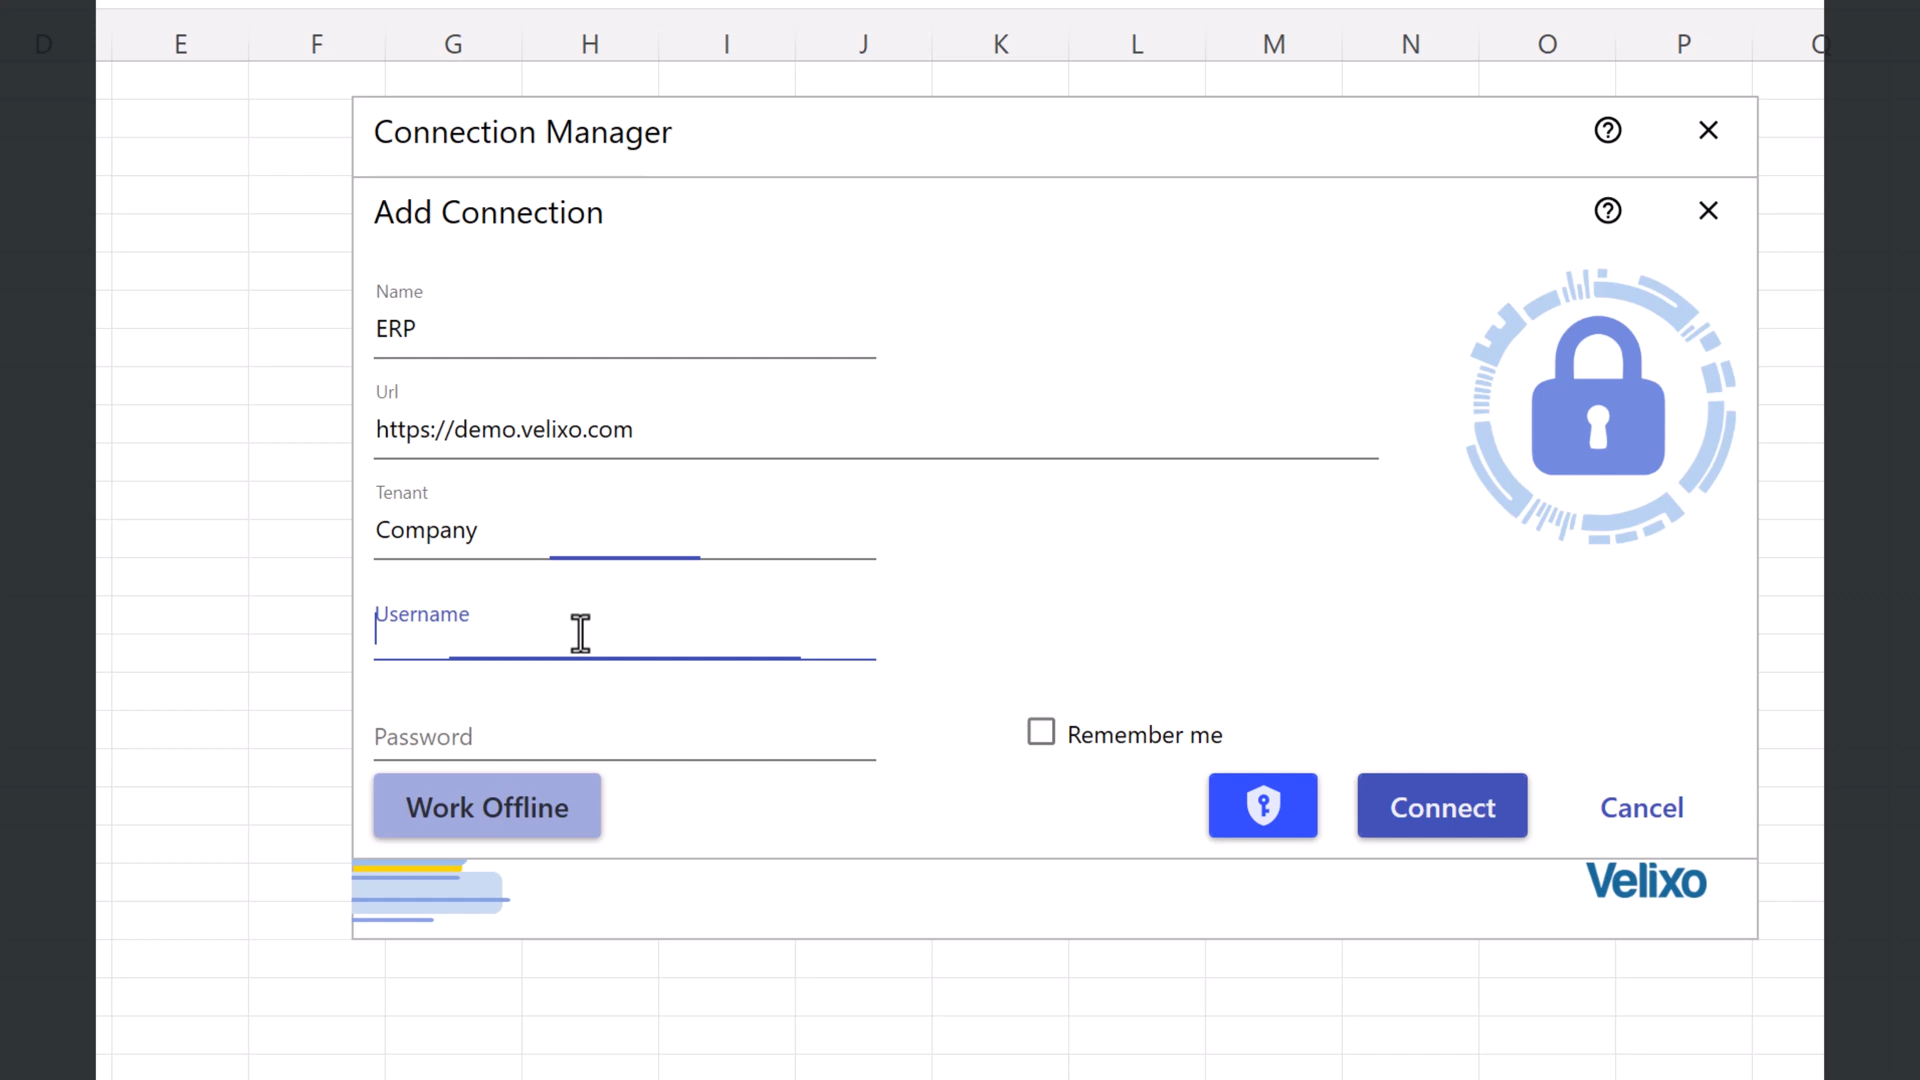 D E F G H I J K L M N O P Q
Connection Manager
Add Connection
Name
ERP
Url
https://demo.velixo.com
Tenant
Company
Username
Password
Remember me
Work Offline
Connect
Cancel
Velixo